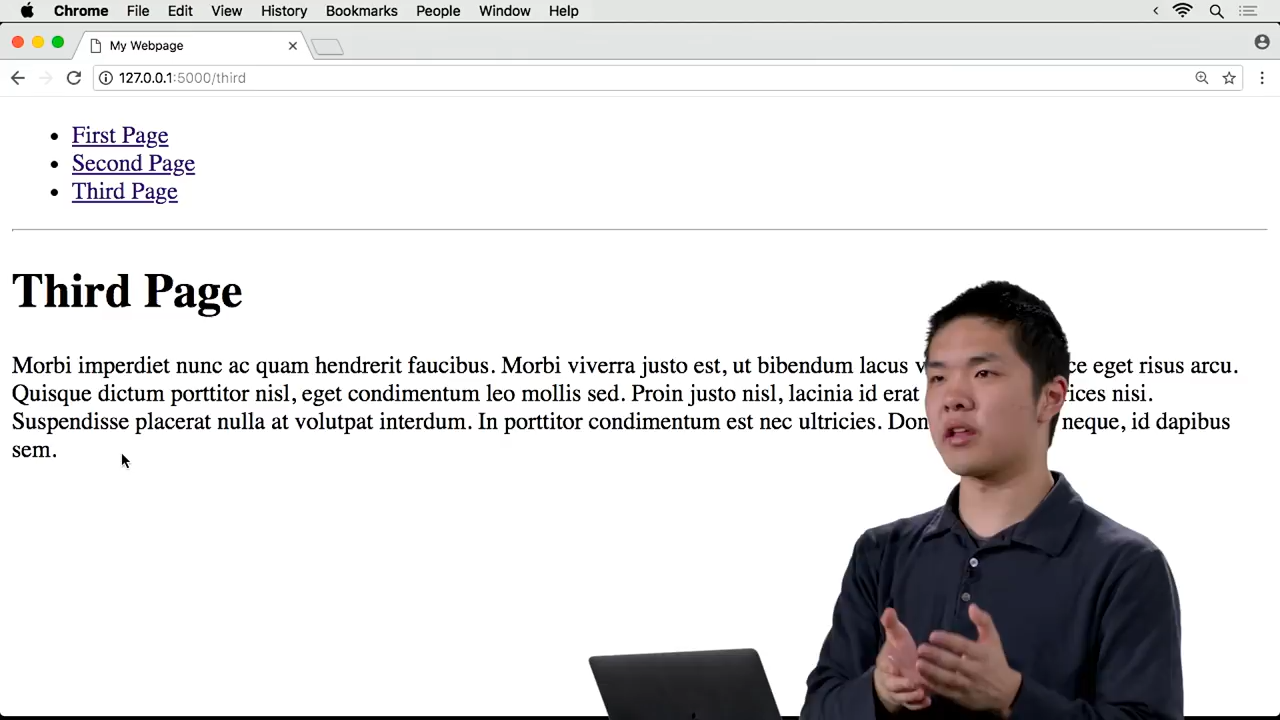 Chrome File Edit View History Bookmarks People Window Help
My Webpage
127.0.0.1:5000/third
First Page
Second Page
Third Page
Third Page
Morbi imperdiet nunc ac quam hendrerit faucibus. Morbi viverra justo est, ut bibendum lacus eget risus arcu.
Quisque dictum porttitor nisl, eget condimentum leo mollis sed. Proin justo nisl, lacinia id erat nisi.
Suspendisse placerat nulla at volutpat interdum. In porttitor condimentum est nec ultricies. neque, id dapibus
sem.